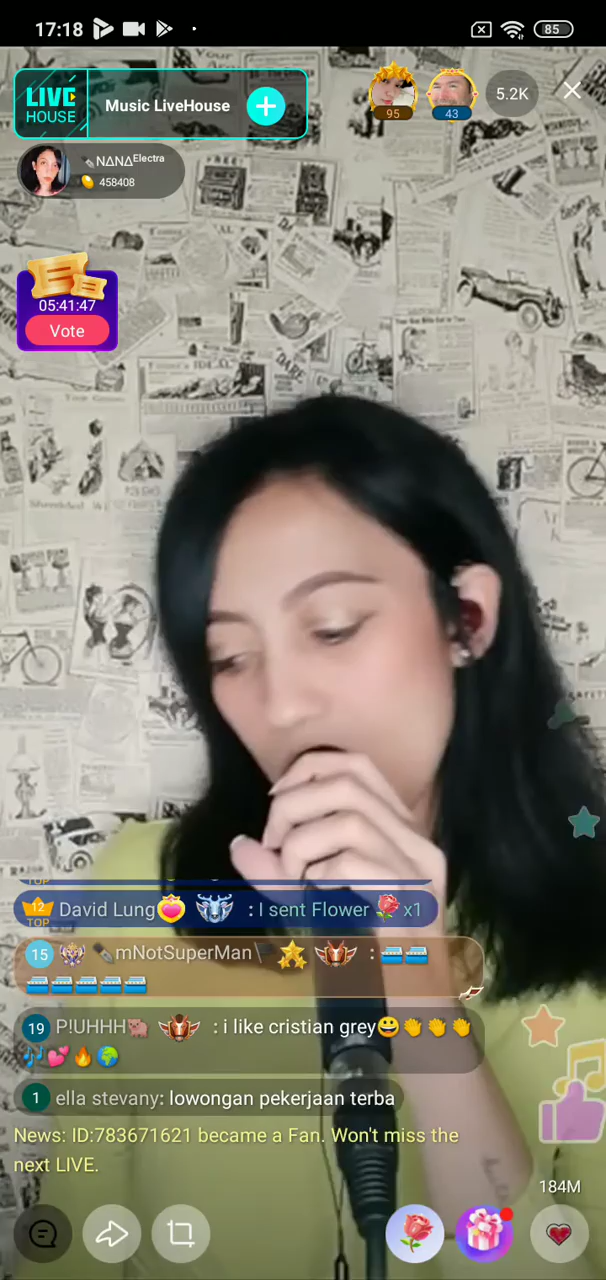 17:18
85
LIVE
HOUSE
Music LiveHouse
95
43
5.2K
✒️NΔNΔElectra
458408
05:41:47
Vote
12
TOP
David Lung : I sent Flower 🌹 x1
15 ✒️mNotSuperMan🏴 :
19 P!UHHH🐘 : i like cristian grey😀👏👏👏
🎶💕🔥🌍
1 ella stevany: lowongan pekerjaan terba
News: ID:783671621 became a Fan. Won't miss the
next LIVE.
184M